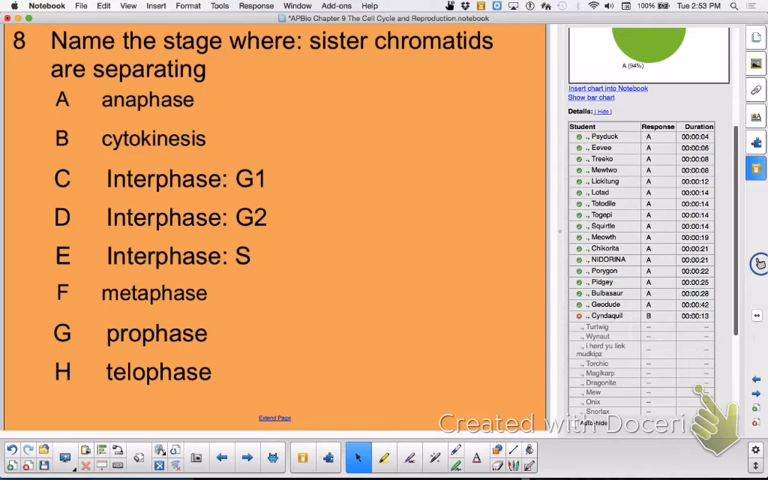 Notebook File Edit View Insert Format Tools Response Window Add-ons Help 100% Tue 2:53 PM
*APBio Chapter 9 The Cell Cycle and Reproduction.notebook
8 Name the stage where: sister chromatids
are separating
A anaphase
B cytokinesis
C Interphase: G1
D Interphase: G2
E Interphase: S
F metaphase
G prophase
H telophase
Extend Page
A (94%)
Insert chart into Notebook
Show bar chart
Details: ( Hide )
Student Response Duration
., Psyduck A 00:00:04
., Eevee A 00:00:06
., Treeko A 00:00:08
., Mewtwo A 00:00:08
., Lickitung A 00:00:12
., Lotad A 00:00:14
., Totodile A 00:00:14
., Togepi A 00:00:14
., Squirtle A 00:00:14
., Meowth A 00:00:19
., Chikorita A 00:00:21
., NIDORINA A 00:00:21
., Porygon A 00:00:22
., Pidgey A 00:00:25
., Bulbasaur A 00:00:28
., Geodude A 00:00:42
., Cyndaquil B 00:00:13
., Turtwig -- --
., Wynaut -- --
., i herd yu liek
mudkipz -- --
., Torchic -- --
., Magikarp -- --
., Dragonite -- --
., Mew -- --
., Onix -- --
., Snorlax -- --
Auto-hide
Created with Doceri